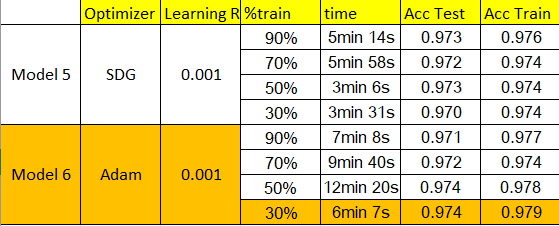 Optimizer Learning R %train time Acc Test Acc Train
Model 5 SDG 0.001
90% 5min 14s 0.973 0.976
70% 5min 58s 0.972 0.974
50% 3min 6s 0.973 0.974
30% 3min 31s 0.970 0.974
Model 6 Adam 0.001
90% 7min 8s 0.971 0.977
70% 9min 40s 0.972 0.974
50% 12min 20s 0.974 0.978
30% 6min 7s 0.974 0.979